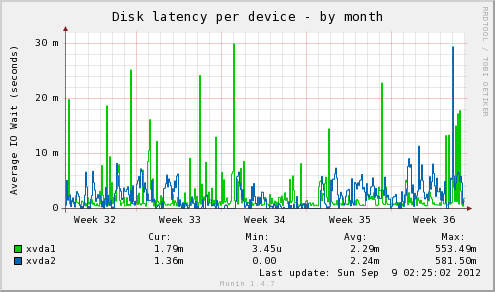 Disk latency per device - by month
RRDTOOL / TOBI OETIKER
Average IO Wait (seconds)
30 m
20 m
10 m
0
Week 32 Week 33 Week 34 Week 35 Week 36
Cur: Min: Avg: Max:
xvda1 1.79m 3.45u 2.29m 553.49m
xvda2 1.36m 0.00 2.24m 581.50m
Last update: Sun Sep 9 02:25:02 2012
Munin 1.4.7